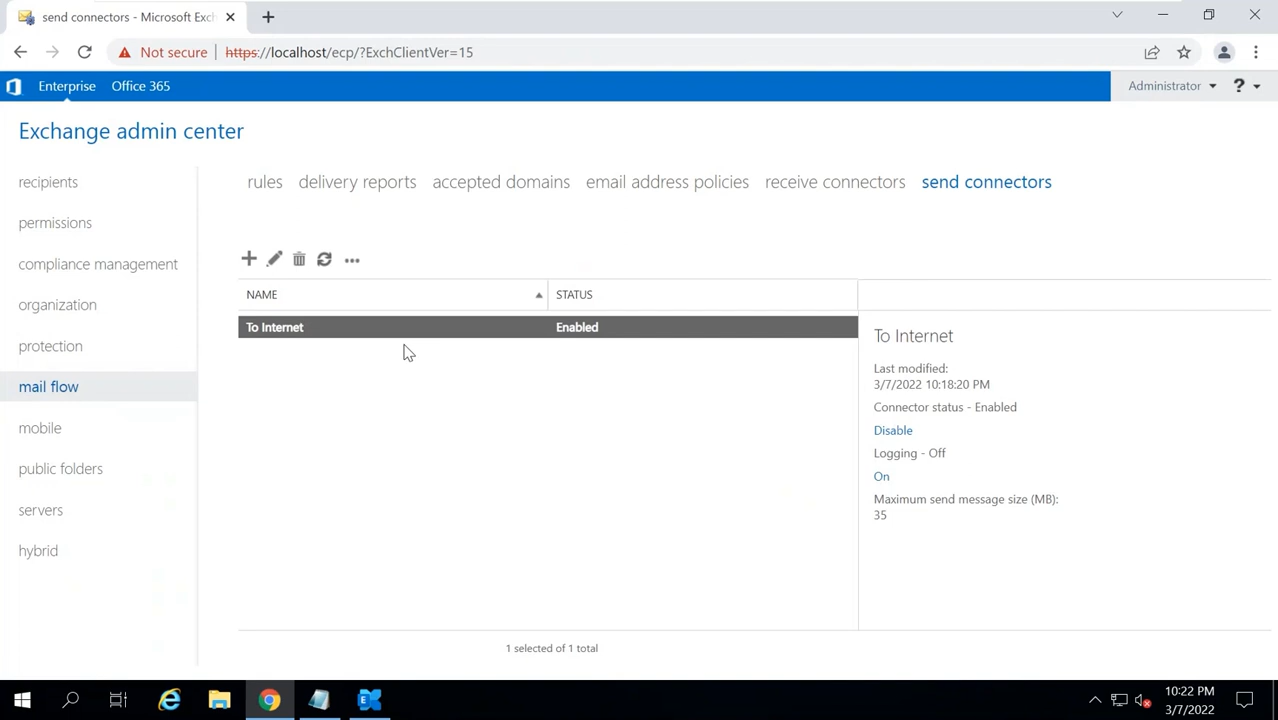 send connectors - Microsoft Exch
Not secure
https://localhost/ecp/?ExchClientVer=15
Enterprise
Office 365
Administrator
?
Exchange admin center
recipients
permissions
compliance management
organization
protection
mail flow
mobile
public folders
servers
hybrid
rules
delivery reports
accepted domains
email address policies
receive connectors
send connectors
NAME
STATUS
To Internet
Enabled
To Internet
Last modified:
3/7/2022 10:18:20 PM
Connector status - Enabled
Disable
Logging - Off
On
Maximum send message size (MB):
35
1 selected of 1 total
10:22 PM
3/7/2022